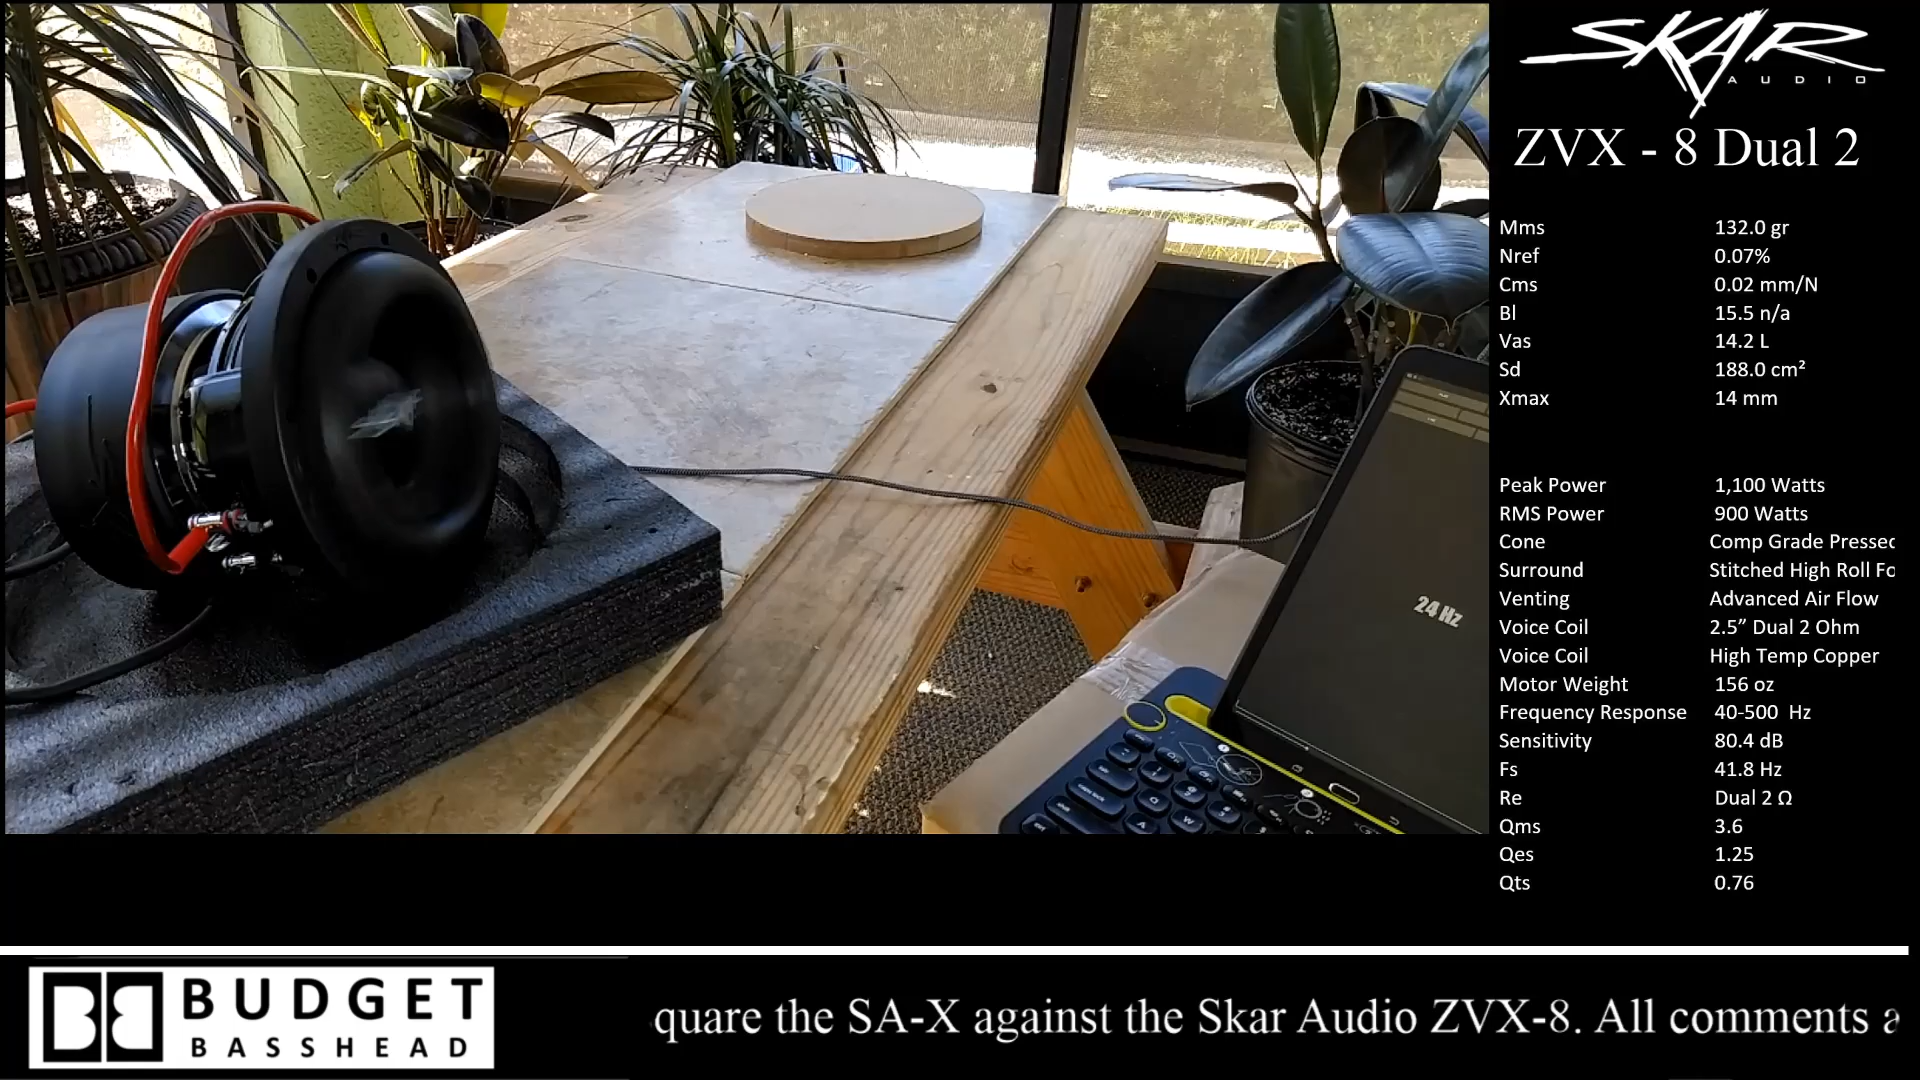 SKAR
AUDIO
ZVX - 8 Dual 2
Mms 132.0 gr
Nref 0.07%
Cms 0.02 mm/N
Bl 15.5 n/a
Vas 14.2 L
Sd 188.0 cm²
Xmax 14 mm
Peak Power 1,100 Watts
RMS Power 900 Watts
Cone Comp Grade Pressed
Surround Stitched High Roll Fo
Venting Advanced Air Flow
Voice Coil 2.5” Dual 2 Ohm
Voice Coil High Temp Copper
Motor Weight 156 oz
Frequency Response 40-500 Hz
Sensitivity 80.4 dB
Fs 41.8 Hz
Re Dual 2 Ω
Qms 3.6
Qes 1.25
Qts 0.76
24 Hz
BUDGET
BASSHEAD
quare the SA-X against the Skar Audio ZVX-8. All comments a